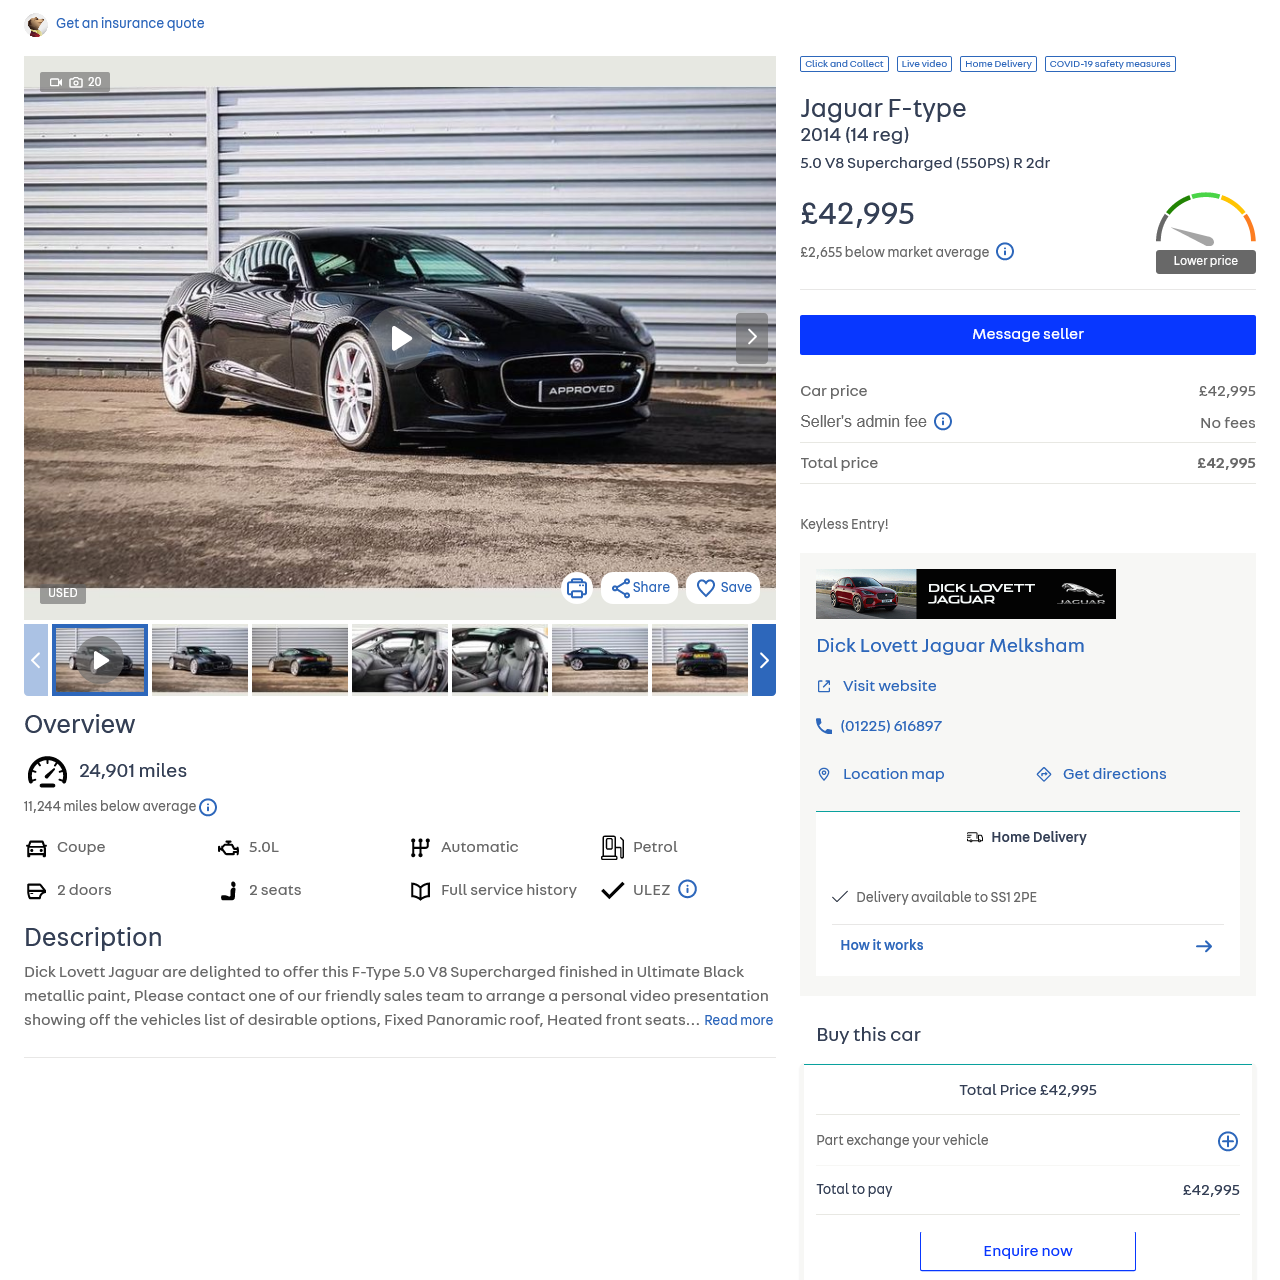 Get an insurance quote
20
APPROVED
USED
Share
Save
Overview
24,901 miles
11,244 miles below average
Coupe
5.0L
Automatic
Petrol
2 doors
2 seats
Full service history
ULEZ
Description
Dick Lovett Jaguar are delighted to offer this F-Type 5.0 V8 Supercharged finished in Ultimate Black
metallic paint, Please contact one of our friendly sales team to arrange a personal video presentation
showing off the vehicles list of desirable options, Fixed Panoramic roof, Heated front seats... Read more
Click and Collect
Live video
Home Delivery
COVID-19 safety measures
Jaguar F-type
2014 (14 reg)
5.0 V8 Supercharged (550PS) R 2dr
£42,995
£2,655 below market average
Lower price
Message seller
Car price £42,995
Seller's admin fee No fees
Total price £42,995
Keyless Entry!
DICK LOVETT
JAGUAR
JAGUAR
Dick Lovett Jaguar Melksham
Visit website
(01225) 616897
Location map
Get directions
Home Delivery
Delivery available to SS1 2PE
How it works
Buy this car
Total Price £42,995
Part exchange your vehicle
Total to pay £42,995
Enquire now